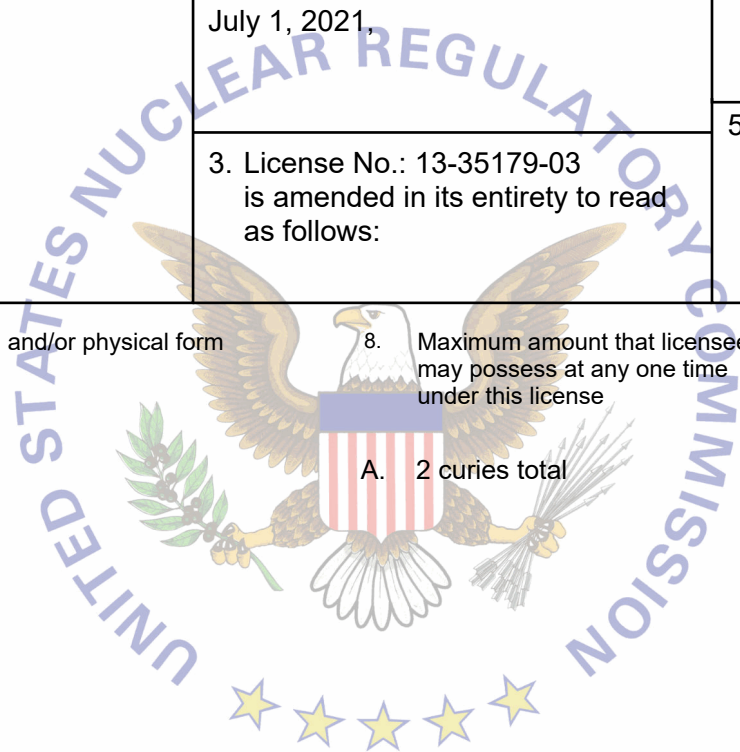 July 1, 2021,
5
3. License No.: 13-35179-03
is amended in its entirety to read
as follows:
and/or physical form
8. Maximum amount that licensee
may possess at any one time
under this license
A. 2 curies total
UNITED STATES NUCLEAR REGULATORY COMMISSION